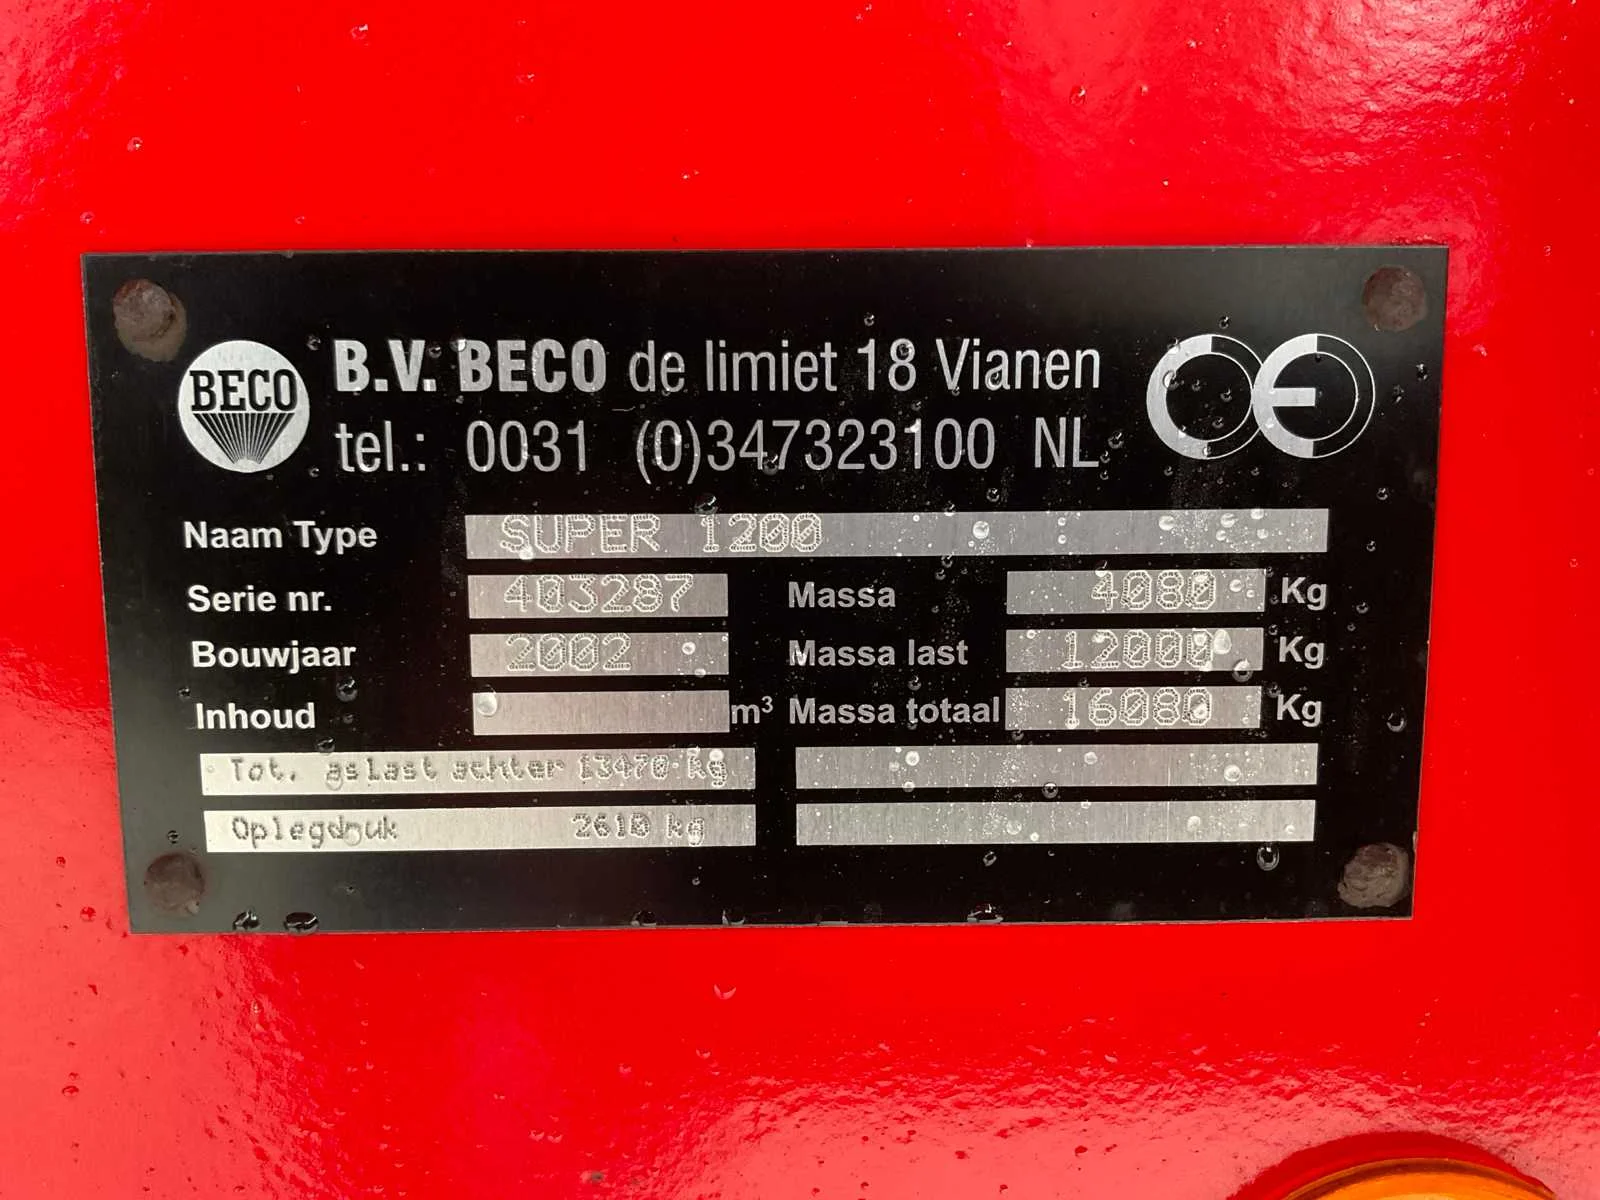 BECO
B.V. BECO de limiet 18 Vianen
tel.: 0031 (0)347323100 NL
CE
Naam Type SUPER 1200
Serie nr. 403287 Massa 4080 Kg
Bouwjaar 2002 Massa last 12000 Kg
Inhoud m³ Massa totaal 16080 Kg
Tot. aslast achter 13470 kg
Oplegdruk 2610 kg